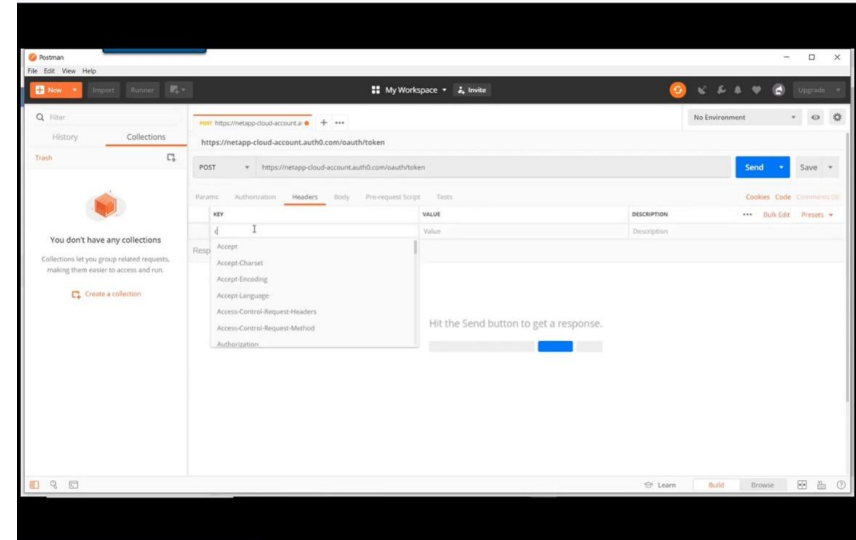 Postman
File Edit View Help
New Import Runner My Workspace Invite Upgrade
Filter
History Collections
Trash
You don't have any collections
Collections let you group related requests,
making them easier to access and run.
Create a collection
POST https://netapp-cloud-account.a
No Environment
https://netapp-cloud-account.auth0.com/oauth/token
POST https://netapp-cloud-account.auth0.com/oauth/token Send Save
Params Authorization Headers Body Pre-request Script Tests Cookies Code Comments (0)
KEY VALUE DESCRIPTION Bulk Edit Presets
Value Description
Resp
Accept
Accept-Charset
Accept-Encoding
Accept-Language
Access-Control-Request-Headers
Access-Control-Request-Method
Authorization
Hit the Send button to get a response.
Learn Build Browse